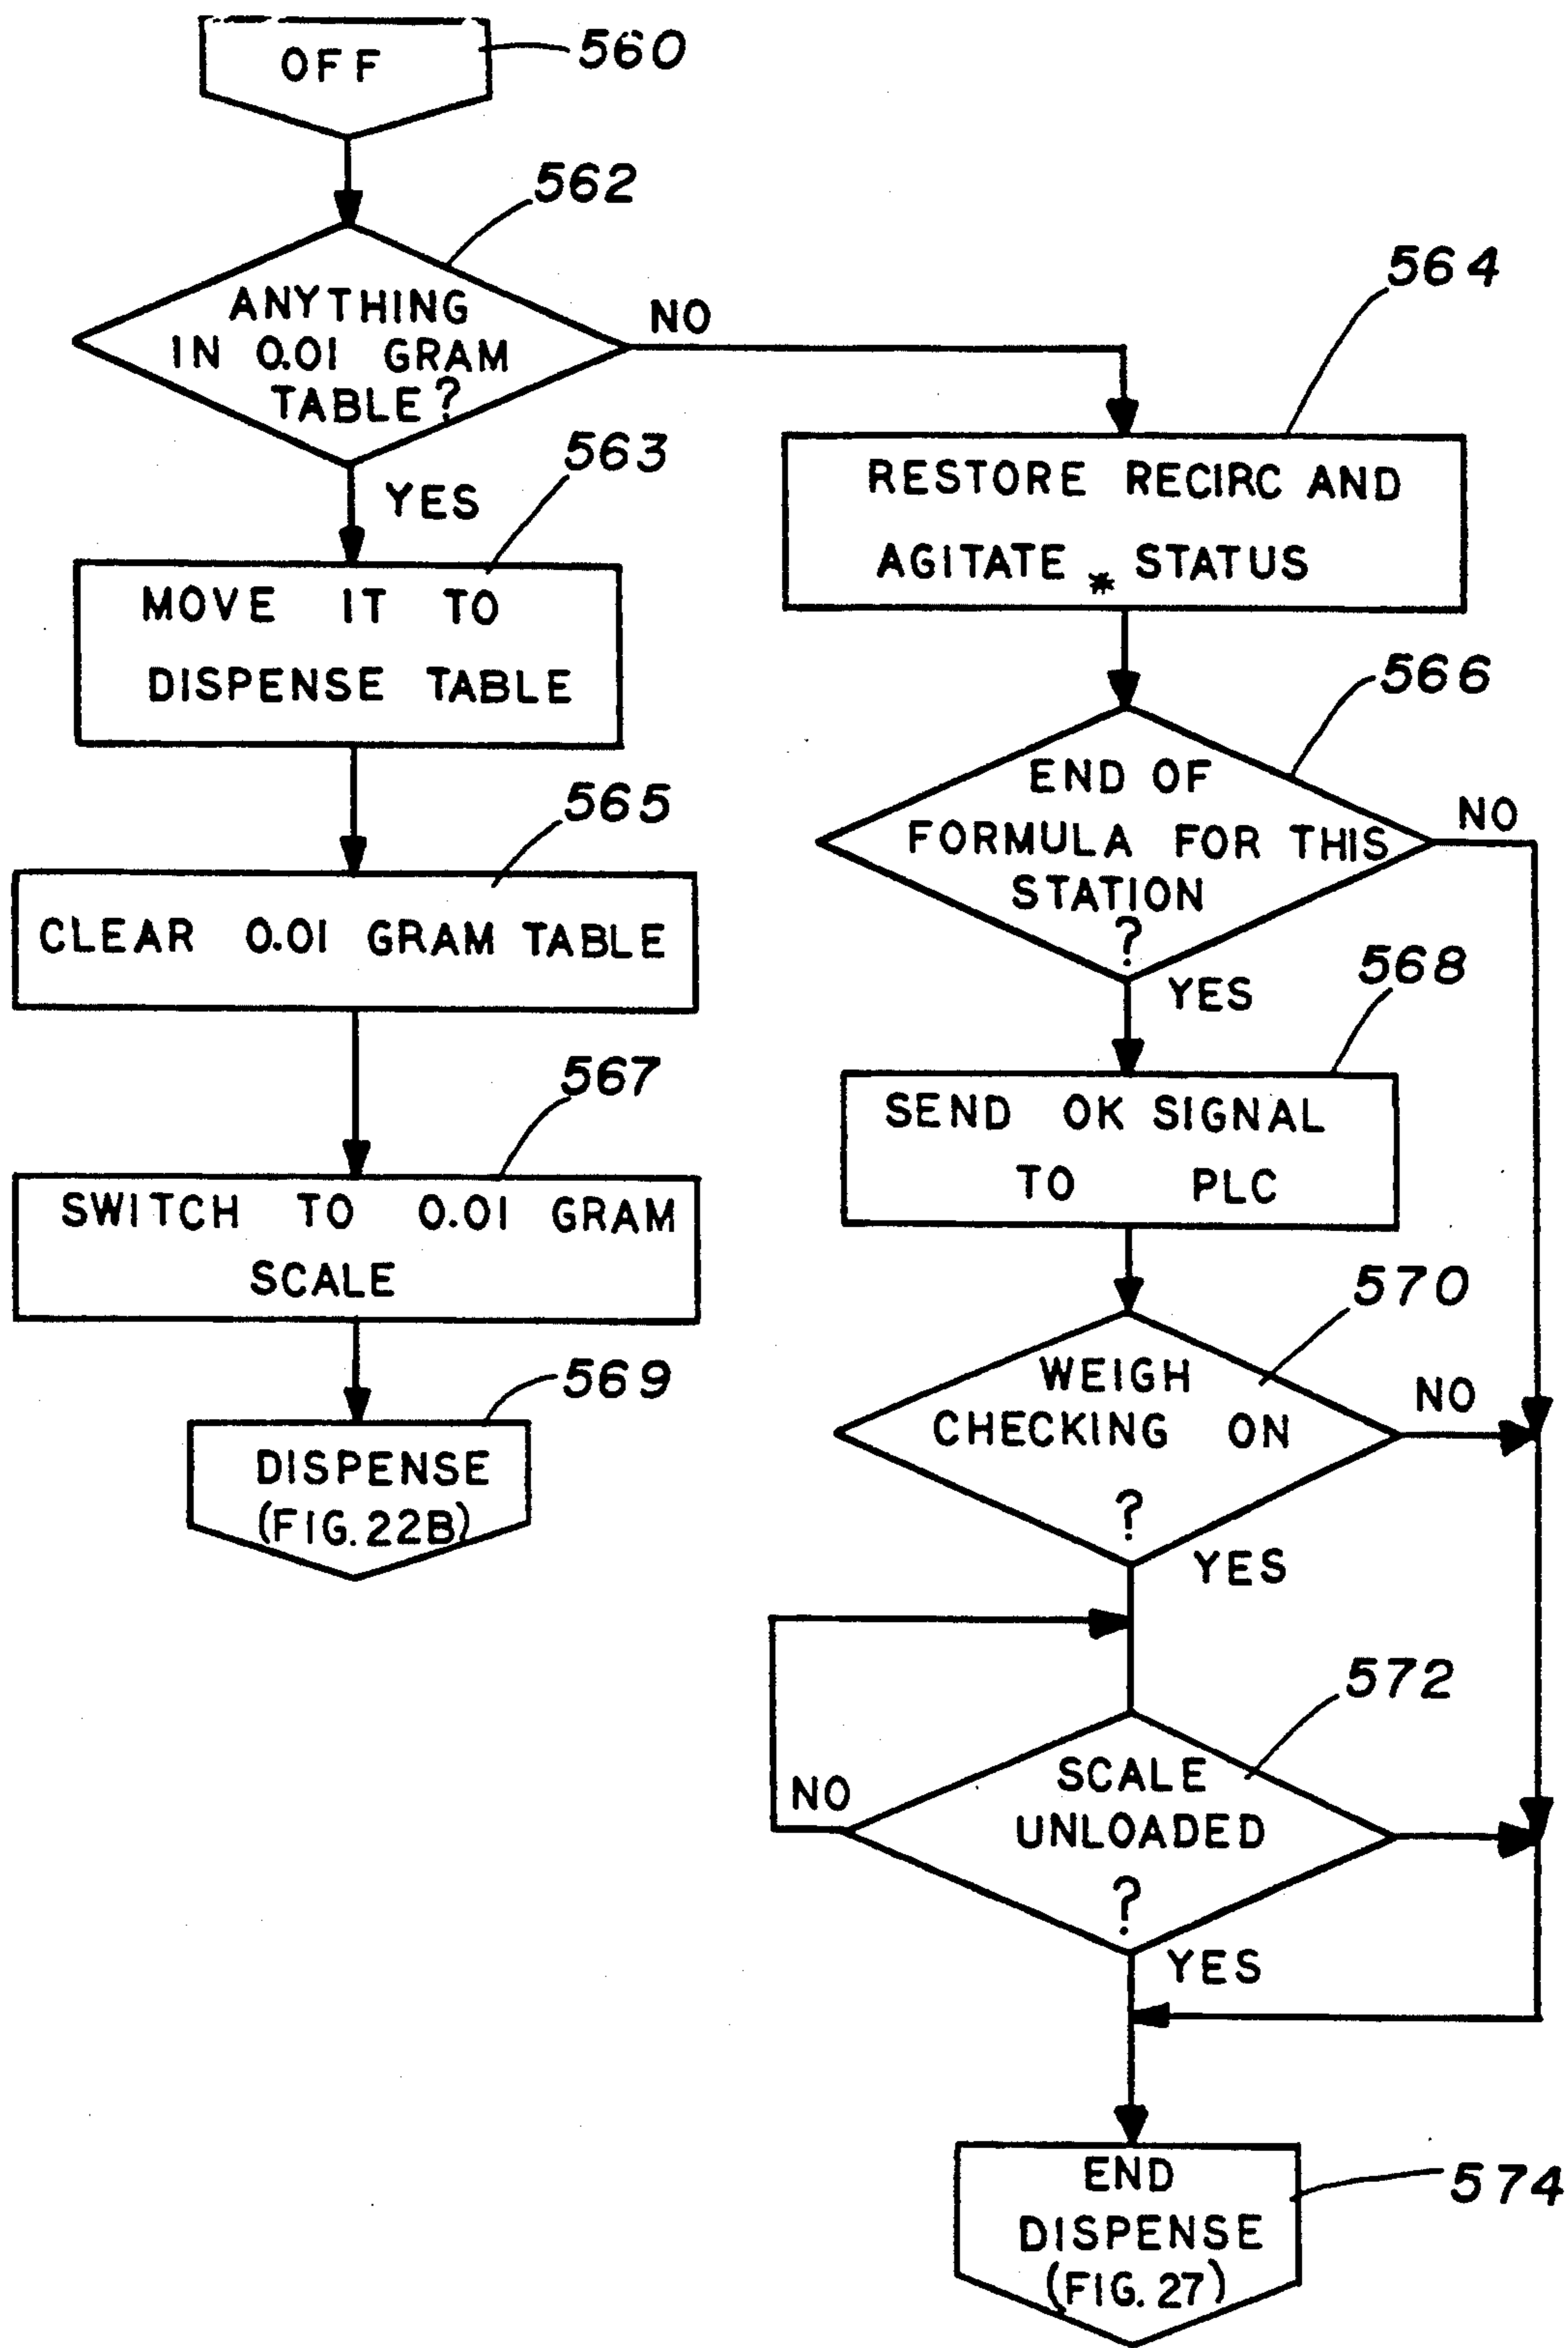 OFF
560
562
ANYTHING
IN 0.01 GRAM
TABLE?
NO
YES
563
MOVE IT TO
DISPENSE TABLE
565
CLEAR 0.01 GRAM TABLE
567
SWITCH TO 0.01 GRAM
SCALE
569
DISPENSE
(FIG. 22B)
564
RESTORE RECIRC AND
AGITATE * STATUS
566
END OF
FORMULA FOR THIS
STATION
?
NO
YES
568
SEND OK SIGNAL
TO PLC
570
WEIGH
CHECKING ON
?
NO
YES
572
SCALE
UNLOADED
?
NO
YES
END
DISPENSE
(FIG. 27)
574